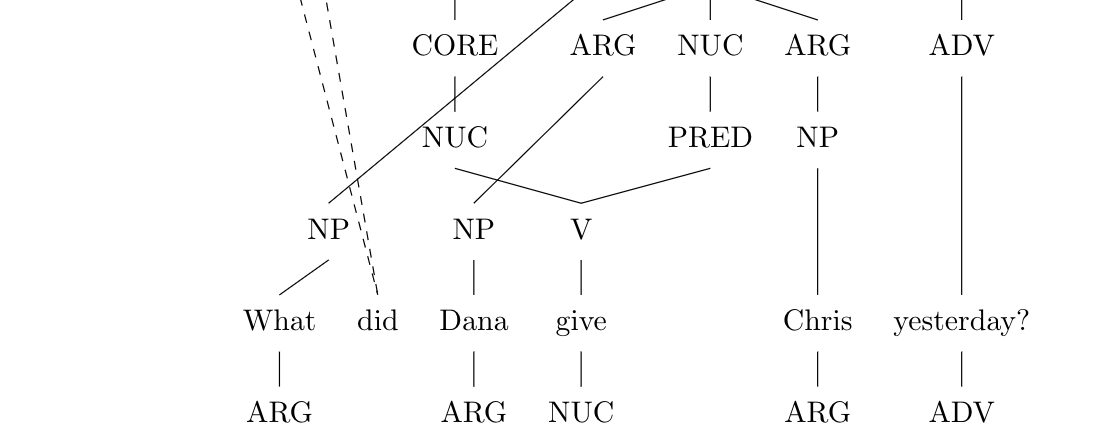 CORE ARG NUC ARG ADV
NUC PRED NP
NP NP V
What did Dana give Chris yesterday?
ARG ARG NUC ARG ADV